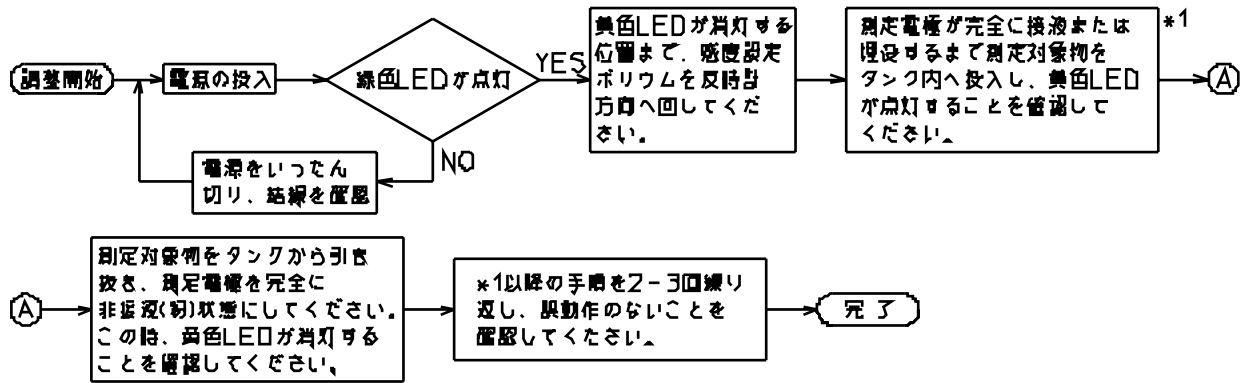 調整開始
電源の投入
緑色LEDが点灯
YES
NO
電源をいったん
切り、結線を確認
黄色LEDが消灯する
位置まで、感度設定
ボリウムを反時計
方向へ回してくだ
さい。
測定電極が完全に接液または
埋没するまで測定対象物を
タンク内へ投入し、黄色LED
が点灯することを確認して
ください。
*1
A
A
測定対象物をタンクから引き
抜き、測定電極を完全に
非接液(物)状態にしてください。
この時、黄色LEDが消灯する
ことを確認してください。
*1以降の手順を2-3回繰り
返し、誤動作のないことを
確認してください。
完了